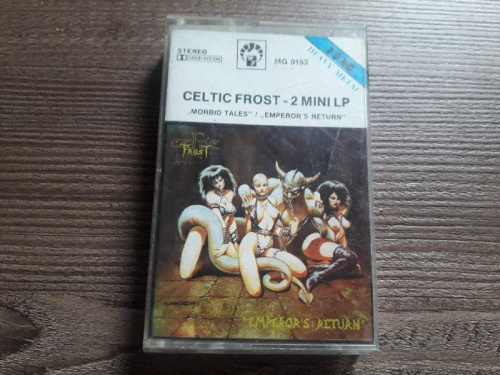 STEREO
DOLBY SYSTEM
MG 0153
HEAVY METAL
CELTIC FROST - 2 MINI LP
„MORBID TALES” / „EMPEROR'S RETURN”
FROST
"EMPEROR'S RETURN"